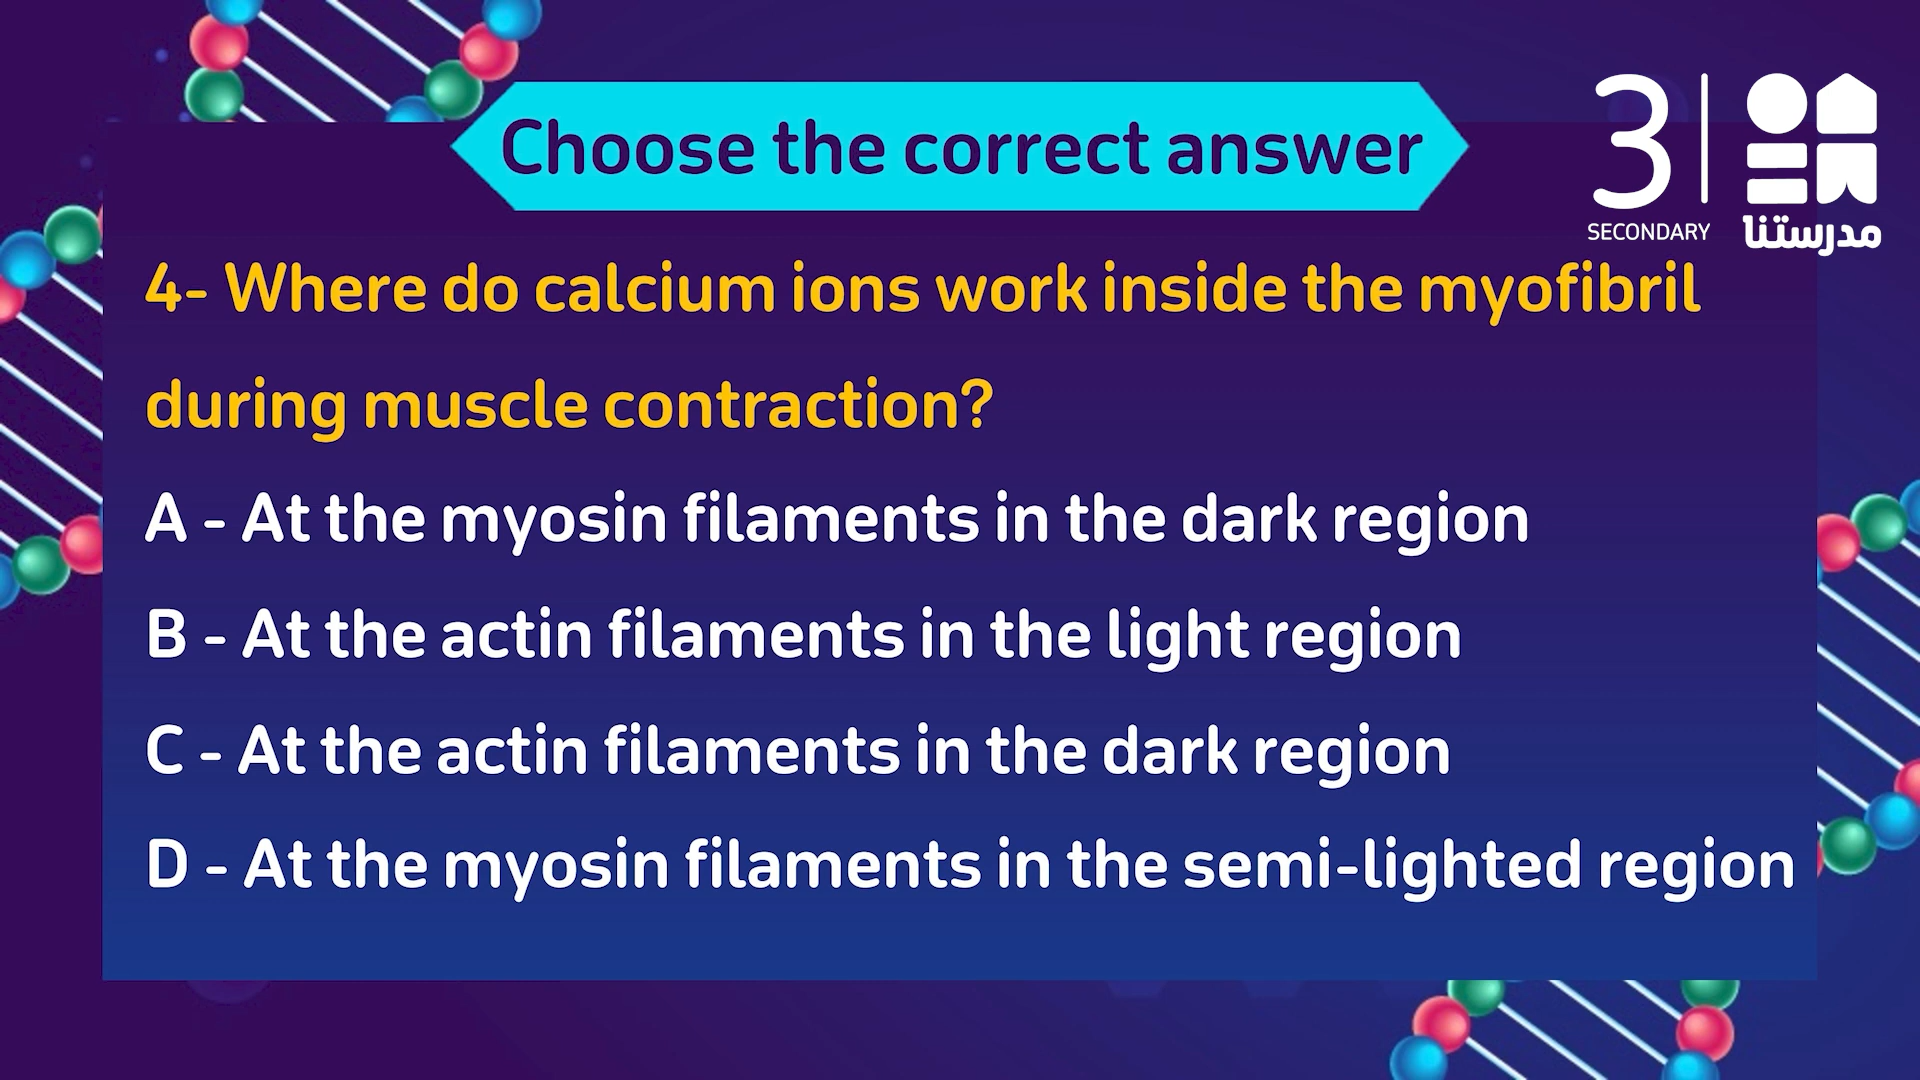 Choose the correct answer
3
SECONDARY
مدرستنا
4- Where do calcium ions work inside the myofibril
during muscle contraction?
A - At the myosin filaments in the dark region
B - At the actin filaments in the light region
C - At the actin filaments in the dark region
D - At the myosin filaments in the semi-lighted region